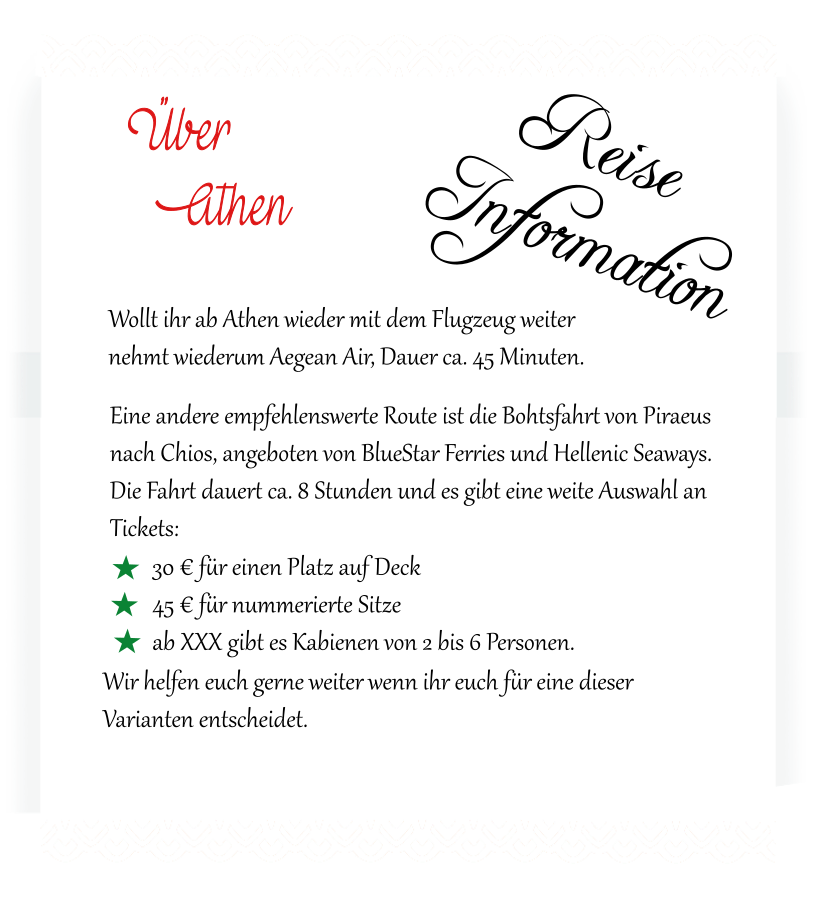 Über
Athen
Reise
Information
Wollt ihr ab Athen wieder mit dem Flugzeug weiter
nehmt wiederum Aegean Air, Dauer ca. 45 Minuten.
Eine andere empfehlenswerte Route ist die Bohtsfahrt von Piraeus
nach Chios, angeboten von BlueStar Ferries und Hellenic Seaways.
Die Fahrt dauert ca. 8 Stunden und es gibt eine weite Auswahl an
Tickets:
30 € für einen Platz auf Deck
45 € für nummerierte Sitze
ab XXX gibt es Kabienen von 2 bis 6 Personen.
Wir helfen euch gerne weiter wenn ihr euch für eine dieser
Varianten entscheidet.